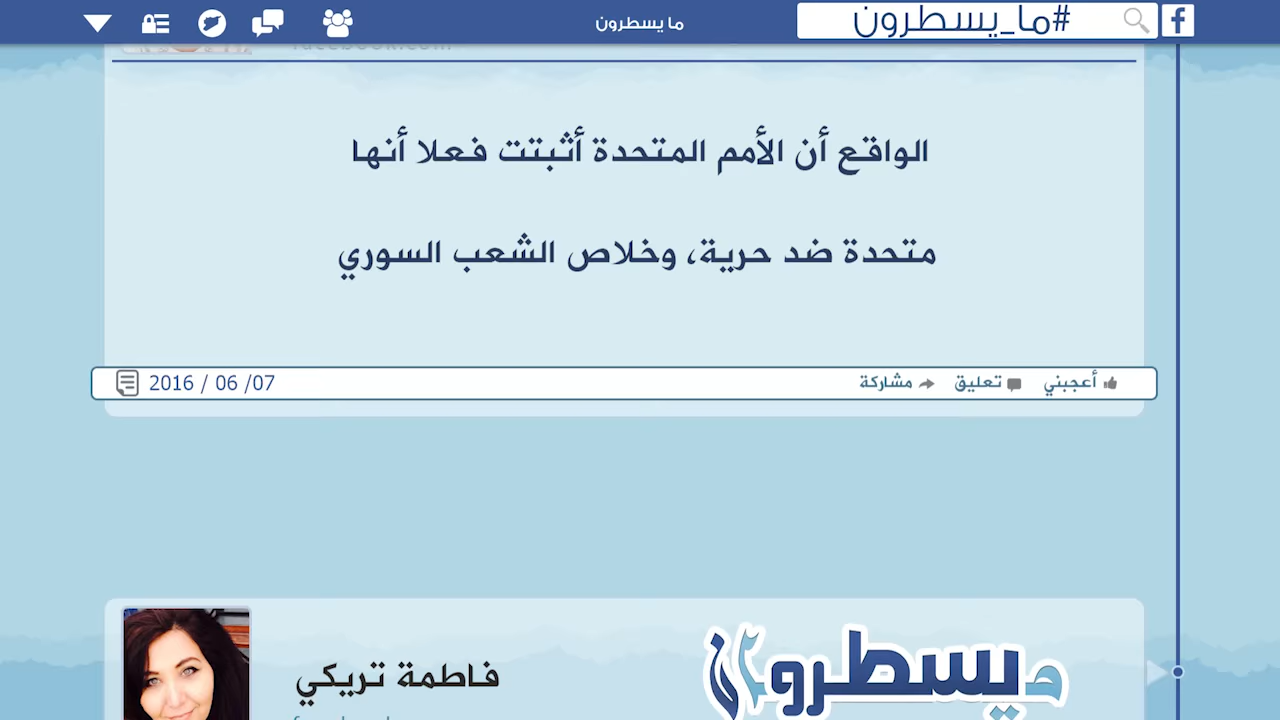 #ما_يسطرون
ما يسطرون
الواقع أن الأمم المتحدة أثبتت فعلا أنها
متحدة ضد حرية، وخلاص الشعب السوري
أعجبني تعليق مشاركة
2016 / 06 /07
يسطرون
فاطمة تريكي